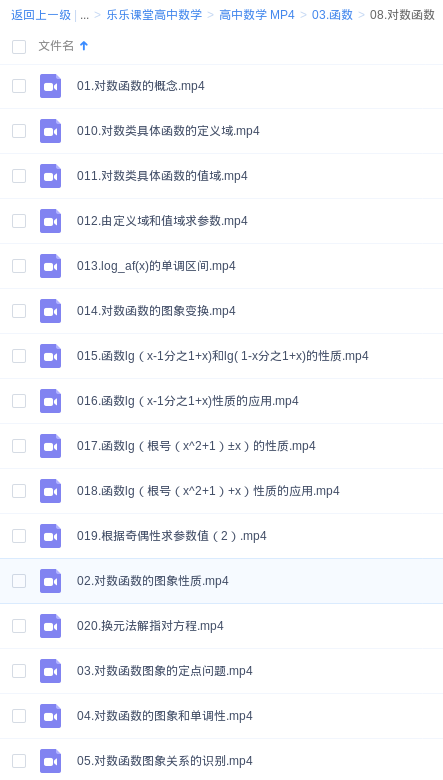 返回上一级 | ... > 乐乐课堂高中数学 > 高中数学 MP4 > 03.函数 > 08.对数函数
文件名
01.对数函数的概念.mp4
010.对数类具体函数的定义域.mp4
011.对数类具体函数的值域.mp4
012.由定义域和值域求参数.mp4
013.log_af(x)的单调区间.mp4
014.对数函数的图象变换.mp4
015.函数lg（x-1分之1+x)和lg( 1-x分之1+x)的性质.mp4
016.函数lg（x-1分之1+x)性质的应用.mp4
017.函数lg（根号（x^2+1）±x）的性质.mp4
018.函数lg（根号（x^2+1）+x）性质的应用.mp4
019.根据奇偶性求参数值（2）.mp4
02.对数函数的图象性质.mp4
020.换元法解指对方程.mp4
03.对数函数图象的定点问题.mp4
04.对数函数的图象和单调性.mp4
05.对数函数图象关系的识别.mp4